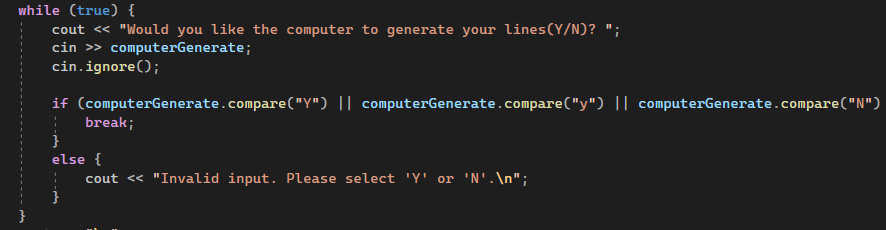 while (true) {
cout << "Would you like the computer to generate your lines(Y/N)? ";
cin >> computerGenerate;
cin.ignore();
if (computerGenerate.compare("Y") || computerGenerate.compare("y") || computerGenerate.compare("N")
break;
}
else {
cout << "Invalid input. Please select 'Y' or 'N'.\n";
}
}